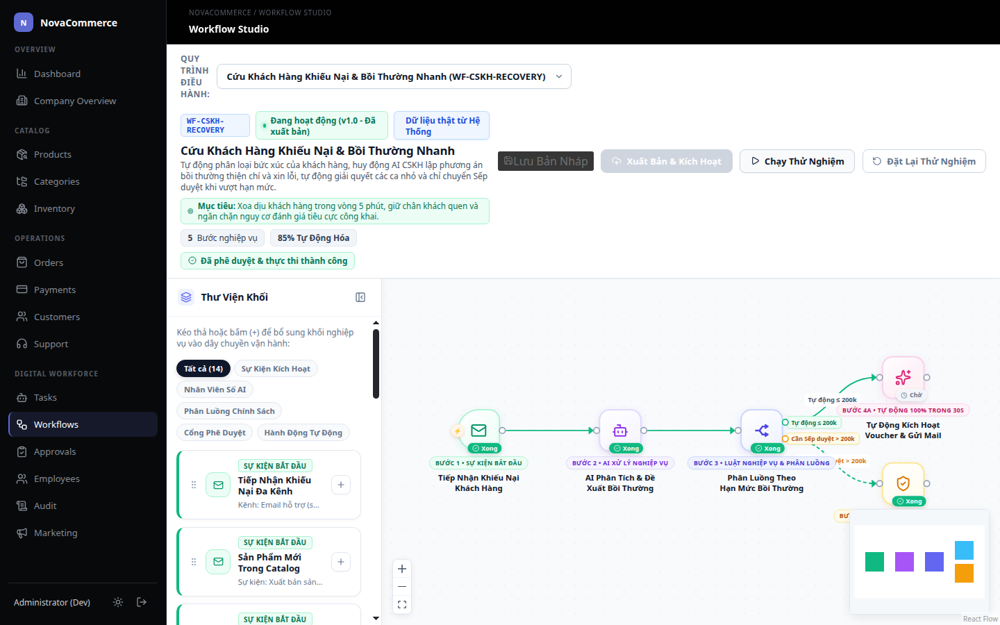 N
NovaCommerce
OVERVIEW
Dashboard
Company Overview
CATALOG
Products
Categories
Inventory
OPERATIONS
Orders
Payments
Customers
Support
DIGITAL WORKFORCE
Tasks
Workflows
Approvals
Employees
Audit
Marketing
Administrator (Dev)
NOVACOMMERCE / WORKFLOW STUDIO
Workflow Studio
QUY
TRÌNH
ĐIỀU
HÀNH:
Cứu Khách Hàng Khiếu Nại & Bồi Thường Nhanh (WF-CSKH-RECOVERY)
WF-CSKH-
RECOVERY
Đang hoạt động (v1.0 - Đã
xuất bản)
Dữ liệu thật từ Hệ
Thống
Cứu Khách Hàng Khiếu Nại & Bồi Thường Nhanh
Tự động phân loại bức xúc của khách hàng, huy động AI CSKH lập phương án
bồi thường thiện chí và xin lỗi, tự động giải quyết các ca nhỏ và chỉ chuyển Sếp
duyệt khi vượt hạn mức.
Mục tiêu: Xoa dịu khách hàng trong vòng 5 phút, giữ chân khách quen và
ngăn chặn nguy cơ đánh giá tiêu cực công khai.
5 Bước nghiệp vụ
85% Tự Động Hóa
Đã phê duyệt & thực thi thành công
Lưu Bản Nháp
Xuất Bản & Kích Hoạt
Chạy Thử Nghiệm
Đặt Lại Thử Nghiệm
Thư Viện Khối
Kéo thả hoặc bấm (+) để bổ sung khối nghiệp
vụ vào dây chuyền vận hành:
Tất cả (14)
Sự Kiện Kích Hoạt
Nhân Viên Số AI
Phân Luồng Chính Sách
Cổng Phê Duyệt
Hành Động Tự Động
SỰ KIỆN BẮT ĐẦU
Tiếp Nhận Khiếu
Nại Đa Kênh
Kênh: Email hỗ trợ (s...
SỰ KIỆN BẮT ĐẦU
Sản Phẩm Mới
Trong Catalog
Sự kiện: Xuất bản sản...
SỰ KIỆN BẮT ĐẦU
Xong
BƯỚC 1 • SỰ KIỆN BẮT ĐẦU
Tiếp Nhận Khiếu Nại
Khách Hàng
Xong
BƯỚC 2 • AI XỬ LÝ NGHIỆP VỤ
AI Phân Tích & Đề
Xuất Bồi Thường
Xong
BƯỚC 3 • LUẬT NGHIỆP VỤ & PHÂN LUỒNG
Phân Luồng Theo
Hạn Mức Bồi Thường
Tự động ≤ 200k
Tự động ≤ 200k
Cần Sếp duyệt > 200k
yệt > 200k
Chờ
BƯỚC 4A • TỰ ĐỘNG 100% TRONG 30S
Tự Động Kích Hoạt
Voucher & Gửi Mail
Xong
BƯ
React Flow